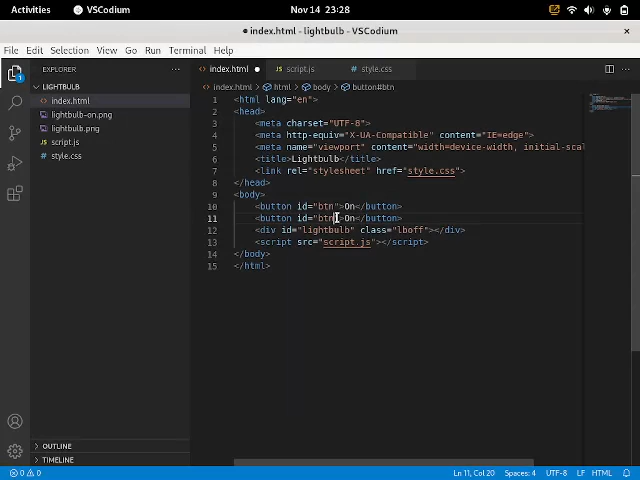 Activities VSCodium Nov 14 23:28
index.html - lightbulb - VSCodium
File Edit Selection View Go Run Terminal Help
EXPLORER index.html script.js style.css
LIGHTBULB index.html > html > body > button#btn
index.html
lightbulb-on.png
lightbulb.png
script.js
style.css
1 <html lang="en">
2 <head>
3 <meta charset="UTF-8">
4 <meta http-equiv="X-UA-Compatible" content="IE=edge">
5 <meta name="viewport" content="width=device-width, initial-scal
6 <title>Lightbulb</title>
7 <link rel="stylesheet" href="style.css">
8 </head>
9 <body>
10 <button id="btn">On</button>
11 <button id="btn">On</button>
12 <div id="lightbulb" class="lboff"></div>
13 <script src="script.js"></script>
14 </body>
15 </html>
OUTLINE
TIMELINE
0 0 Ln 11, Col 20 Spaces: 4 UTF-8 LF HTML